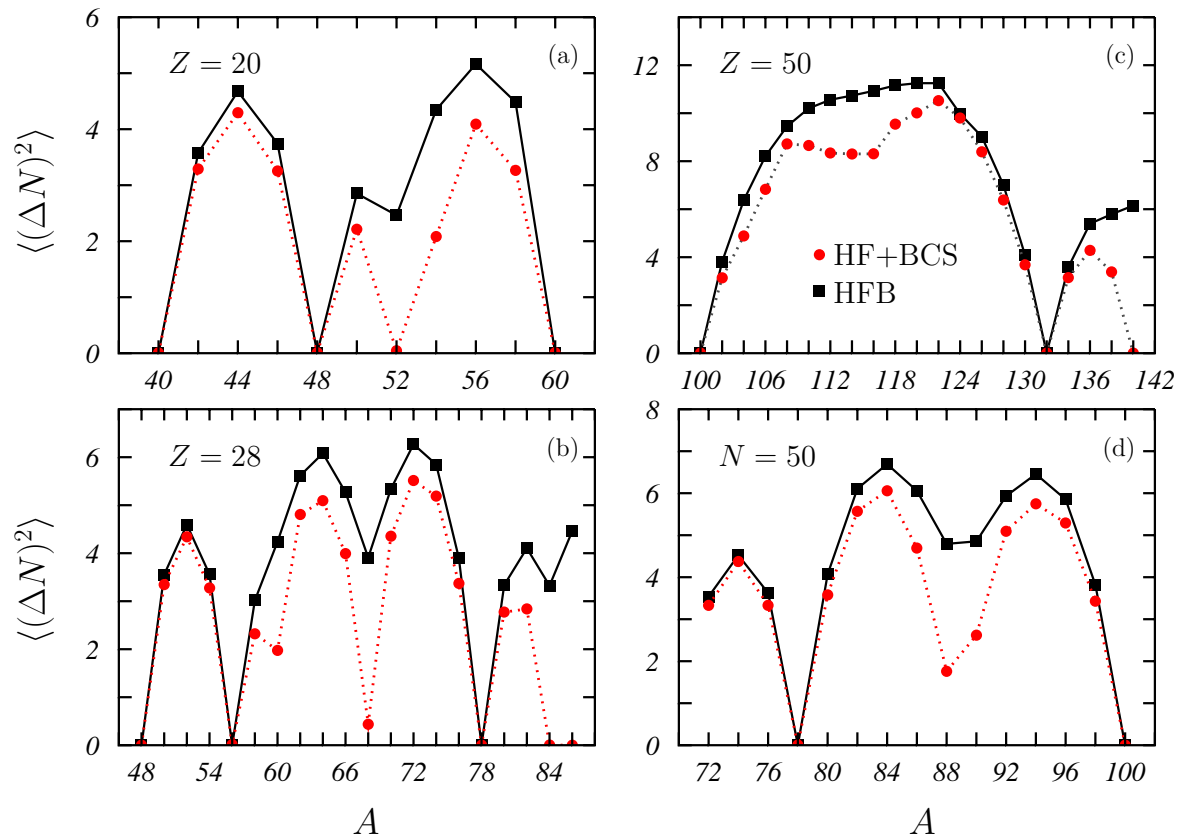 ⟨(ΔN)²⟩
6
4
2
0
Z = 20
(a)
40 44 48 52 56 60
12
8
4
0
Z = 50
(c)
HF+BCS
HFB
100 106 112 118 124 130 136 142
⟨(ΔN)²⟩
6
4
2
0
Z = 28
(b)
48 54 60 66 72 78 84
A
8
6
4
2
0
N = 50
(d)
72 76 80 84 88 92 96 100
A